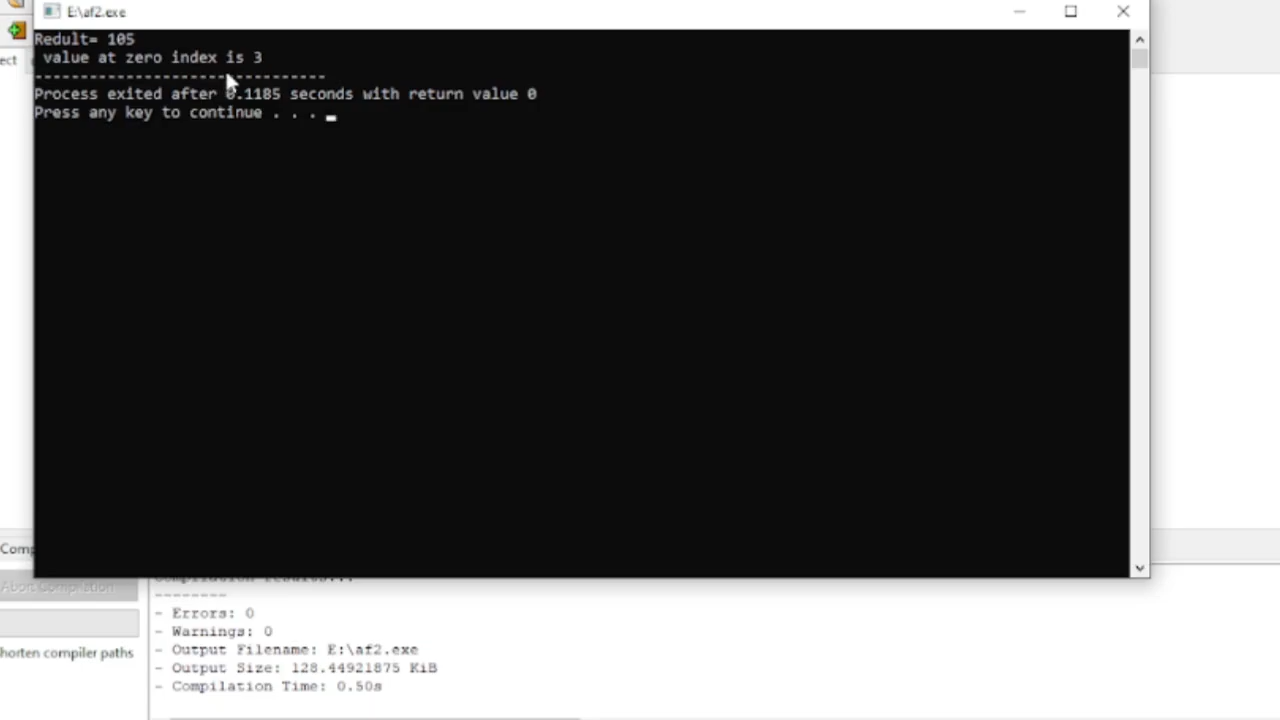 E:\af2.exe
Redult= 105
value at zero index is 3
--------------------------------
Process exited after 0.1185 seconds with return value 0
Press any key to continue . . .
ect
Comp
Abort Compilation
horten compiler paths
Compilation results...
--------
- Errors: 0
- Warnings: 0
- Output Filename: E:\af2.exe
- Output Size: 128.44921875 KiB
- Compilation Time: 0.50s